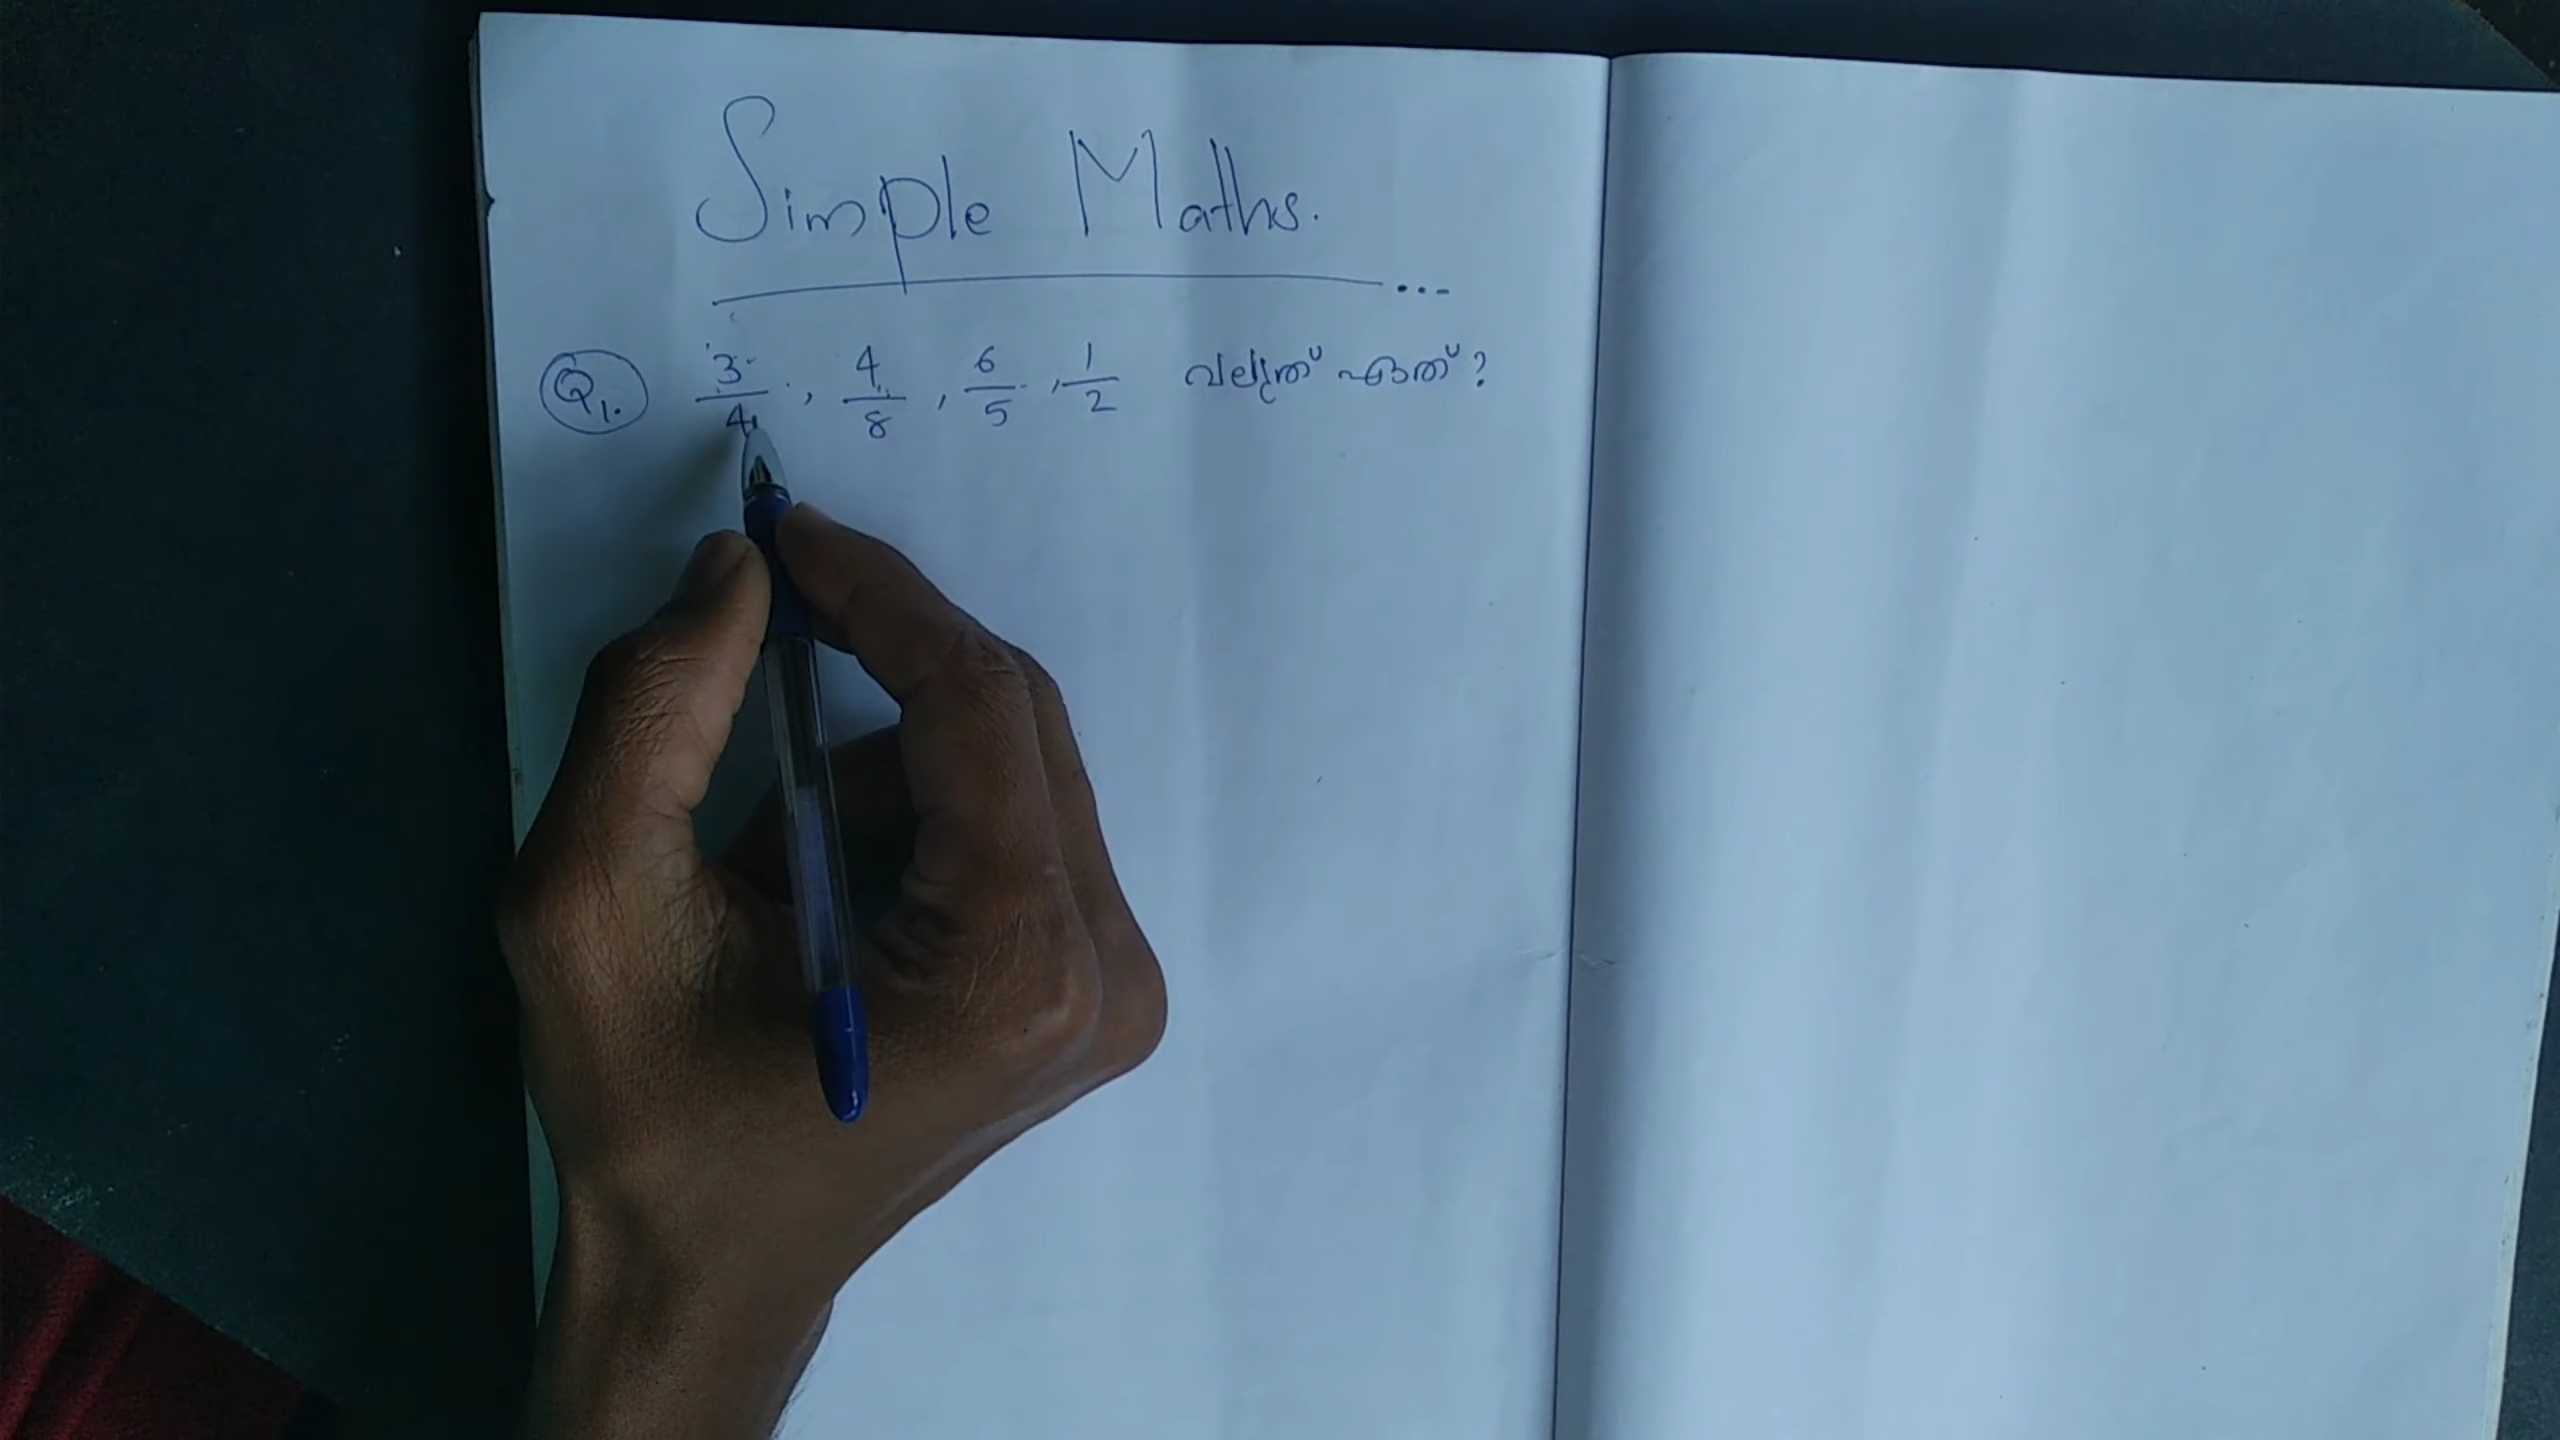 Simple Maths.
Q1. 3/4, 4/8, 6/5, 1/2 വലുത് ഏത്?